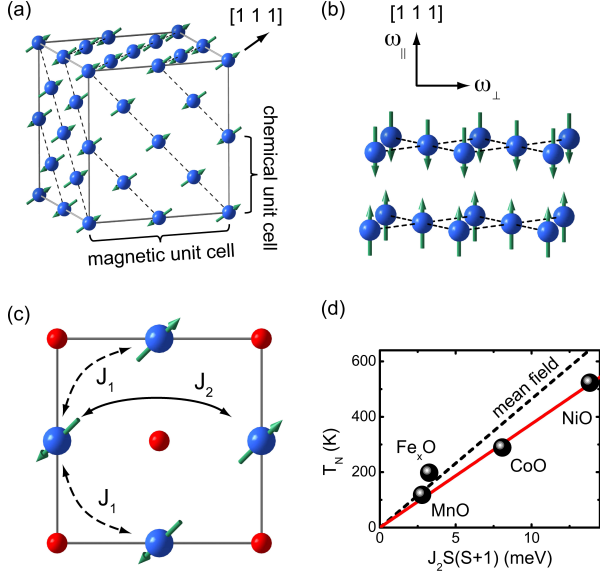 (a)
[1 1 1]
chemical unit cell
magnetic unit cell
(b)
[1 1 1]
ω∥
ω⊥
(c)
J₁
J₂
J₁
(d)
600
400
200
0
T_N (K)
mean field
Fe_xO
NiO
CoO
MnO
0 5 10
J₂S(S+1) (meV)